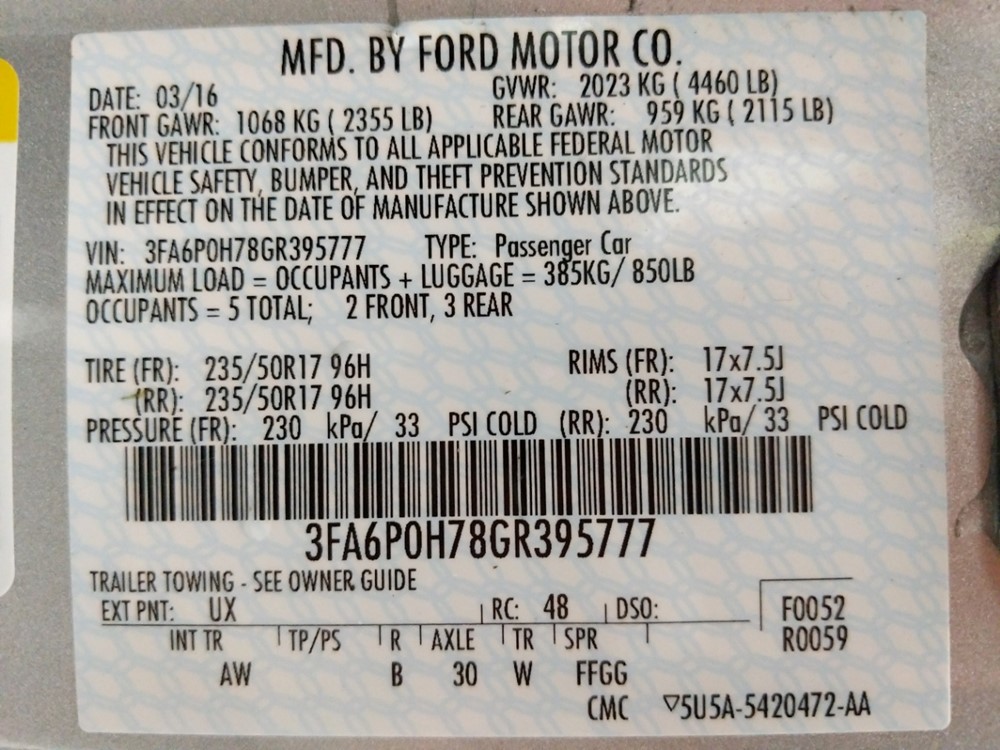 MFD. BY FORD MOTOR CO.
DATE: 03/16 GVWR: 2023 KG ( 4460 LB)
FRONT GAWR: 1068 KG ( 2355 LB) REAR GAWR: 959 KG ( 2115 LB)
THIS VEHICLE CONFORMS TO ALL APPLICABLE FEDERAL MOTOR
VEHICLE SAFETY, BUMPER, AND THEFT PREVENTION STANDARDS
IN EFFECT ON THE DATE OF MANUFACTURE SHOWN ABOVE.
VIN: 3FA6P0H78GR395777 TYPE: Passenger Car
MAXIMUM LOAD = OCCUPANTS + LUGGAGE = 385KG/ 850LB
OCCUPANTS = 5 TOTAL; 2 FRONT, 3 REAR
TIRE (FR): 235/50R17 96H RIMS (FR): 17x7.5J
(RR): 235/50R17 96H (RR): 17x7.5J
PRESSURE (FR): 230 kPa/ 33 PSI COLD (RR): 230 kPa/ 33 PSI COLD
3FA6P0H78GR395777
TRAILER TOWING - SEE OWNER GUIDE
EXT PNT: UX RC: 48 DSO: F0052
INT TR TP/PS R AXLE TR SPR R0059
AW B 30 W FFGG
CMC ▽5U5A-5420472-AA